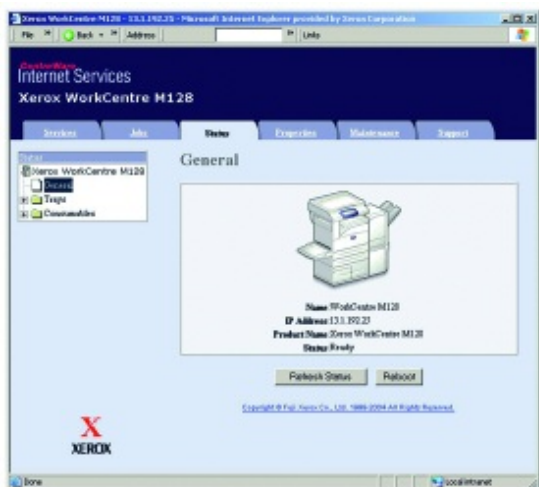 Xerox WorkCentre M128 - 13.1.192.25 - Microsoft Internet Explorer provided by Xerox Corporation
File » Back » Address » Links
CentreWare
Internet Services
Xerox WorkCentre M128
Services Jobs Status Properties Maintenance Support
Status
Xerox WorkCentre M128
General
Trays
Consumables
General
Name WorkCentre M128
IP Address 13.1.192.25
Product Name Xerox WorkCentre M128
Status Ready
Refresh Status Reboot
Copyright © Fuji Xerox Co., Ltd. 1996-2004 All Rights Reserved.
X
XEROX
Done Local intranet